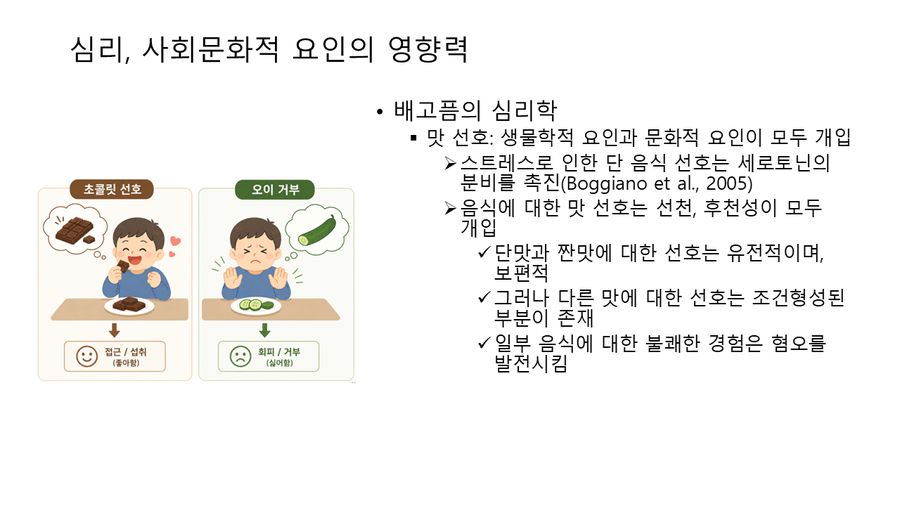 심리, 사회문화적 요인의 영향력
• 배고픔의 심리학
▪ 맛 선호: 생물학적 요인과 문화적 요인이 모두 개입
➢스트레스로 인한 단 음식 선호는 세로토닌의
분비를 촉진(Boggiano et al., 2005)
➢음식에 대한 맛 선호는 선천, 후천성이 모두
개입
✓단맛과 짠맛에 대한 선호는 유전적이며,
보편적
✓그러나 다른 맛에 대한 선호는 조건형성된
부분이 존재
✓일부 음식에 대한 불쾌한 경험은 혐오를
발전시킴
초콜릿 선호
접근 / 섭취
(좋아함)
오이 거부
회피 / 거부
(싫어함)